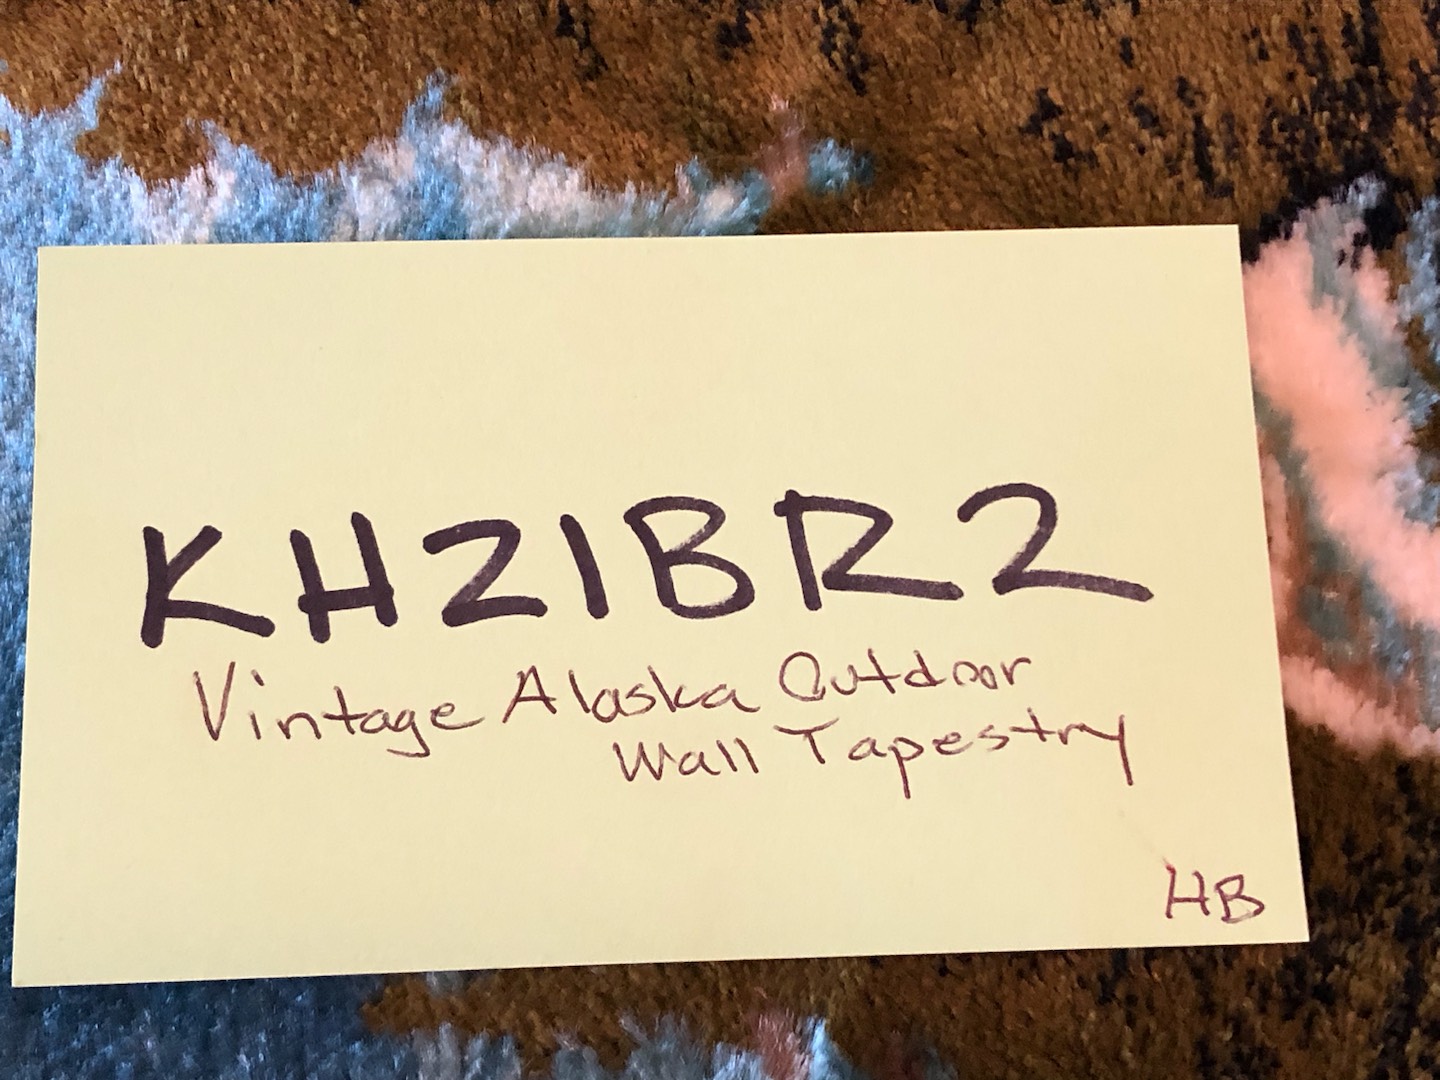 KH21BR2
Vintage Alaska Outdoor
Wall Tapestry
HB